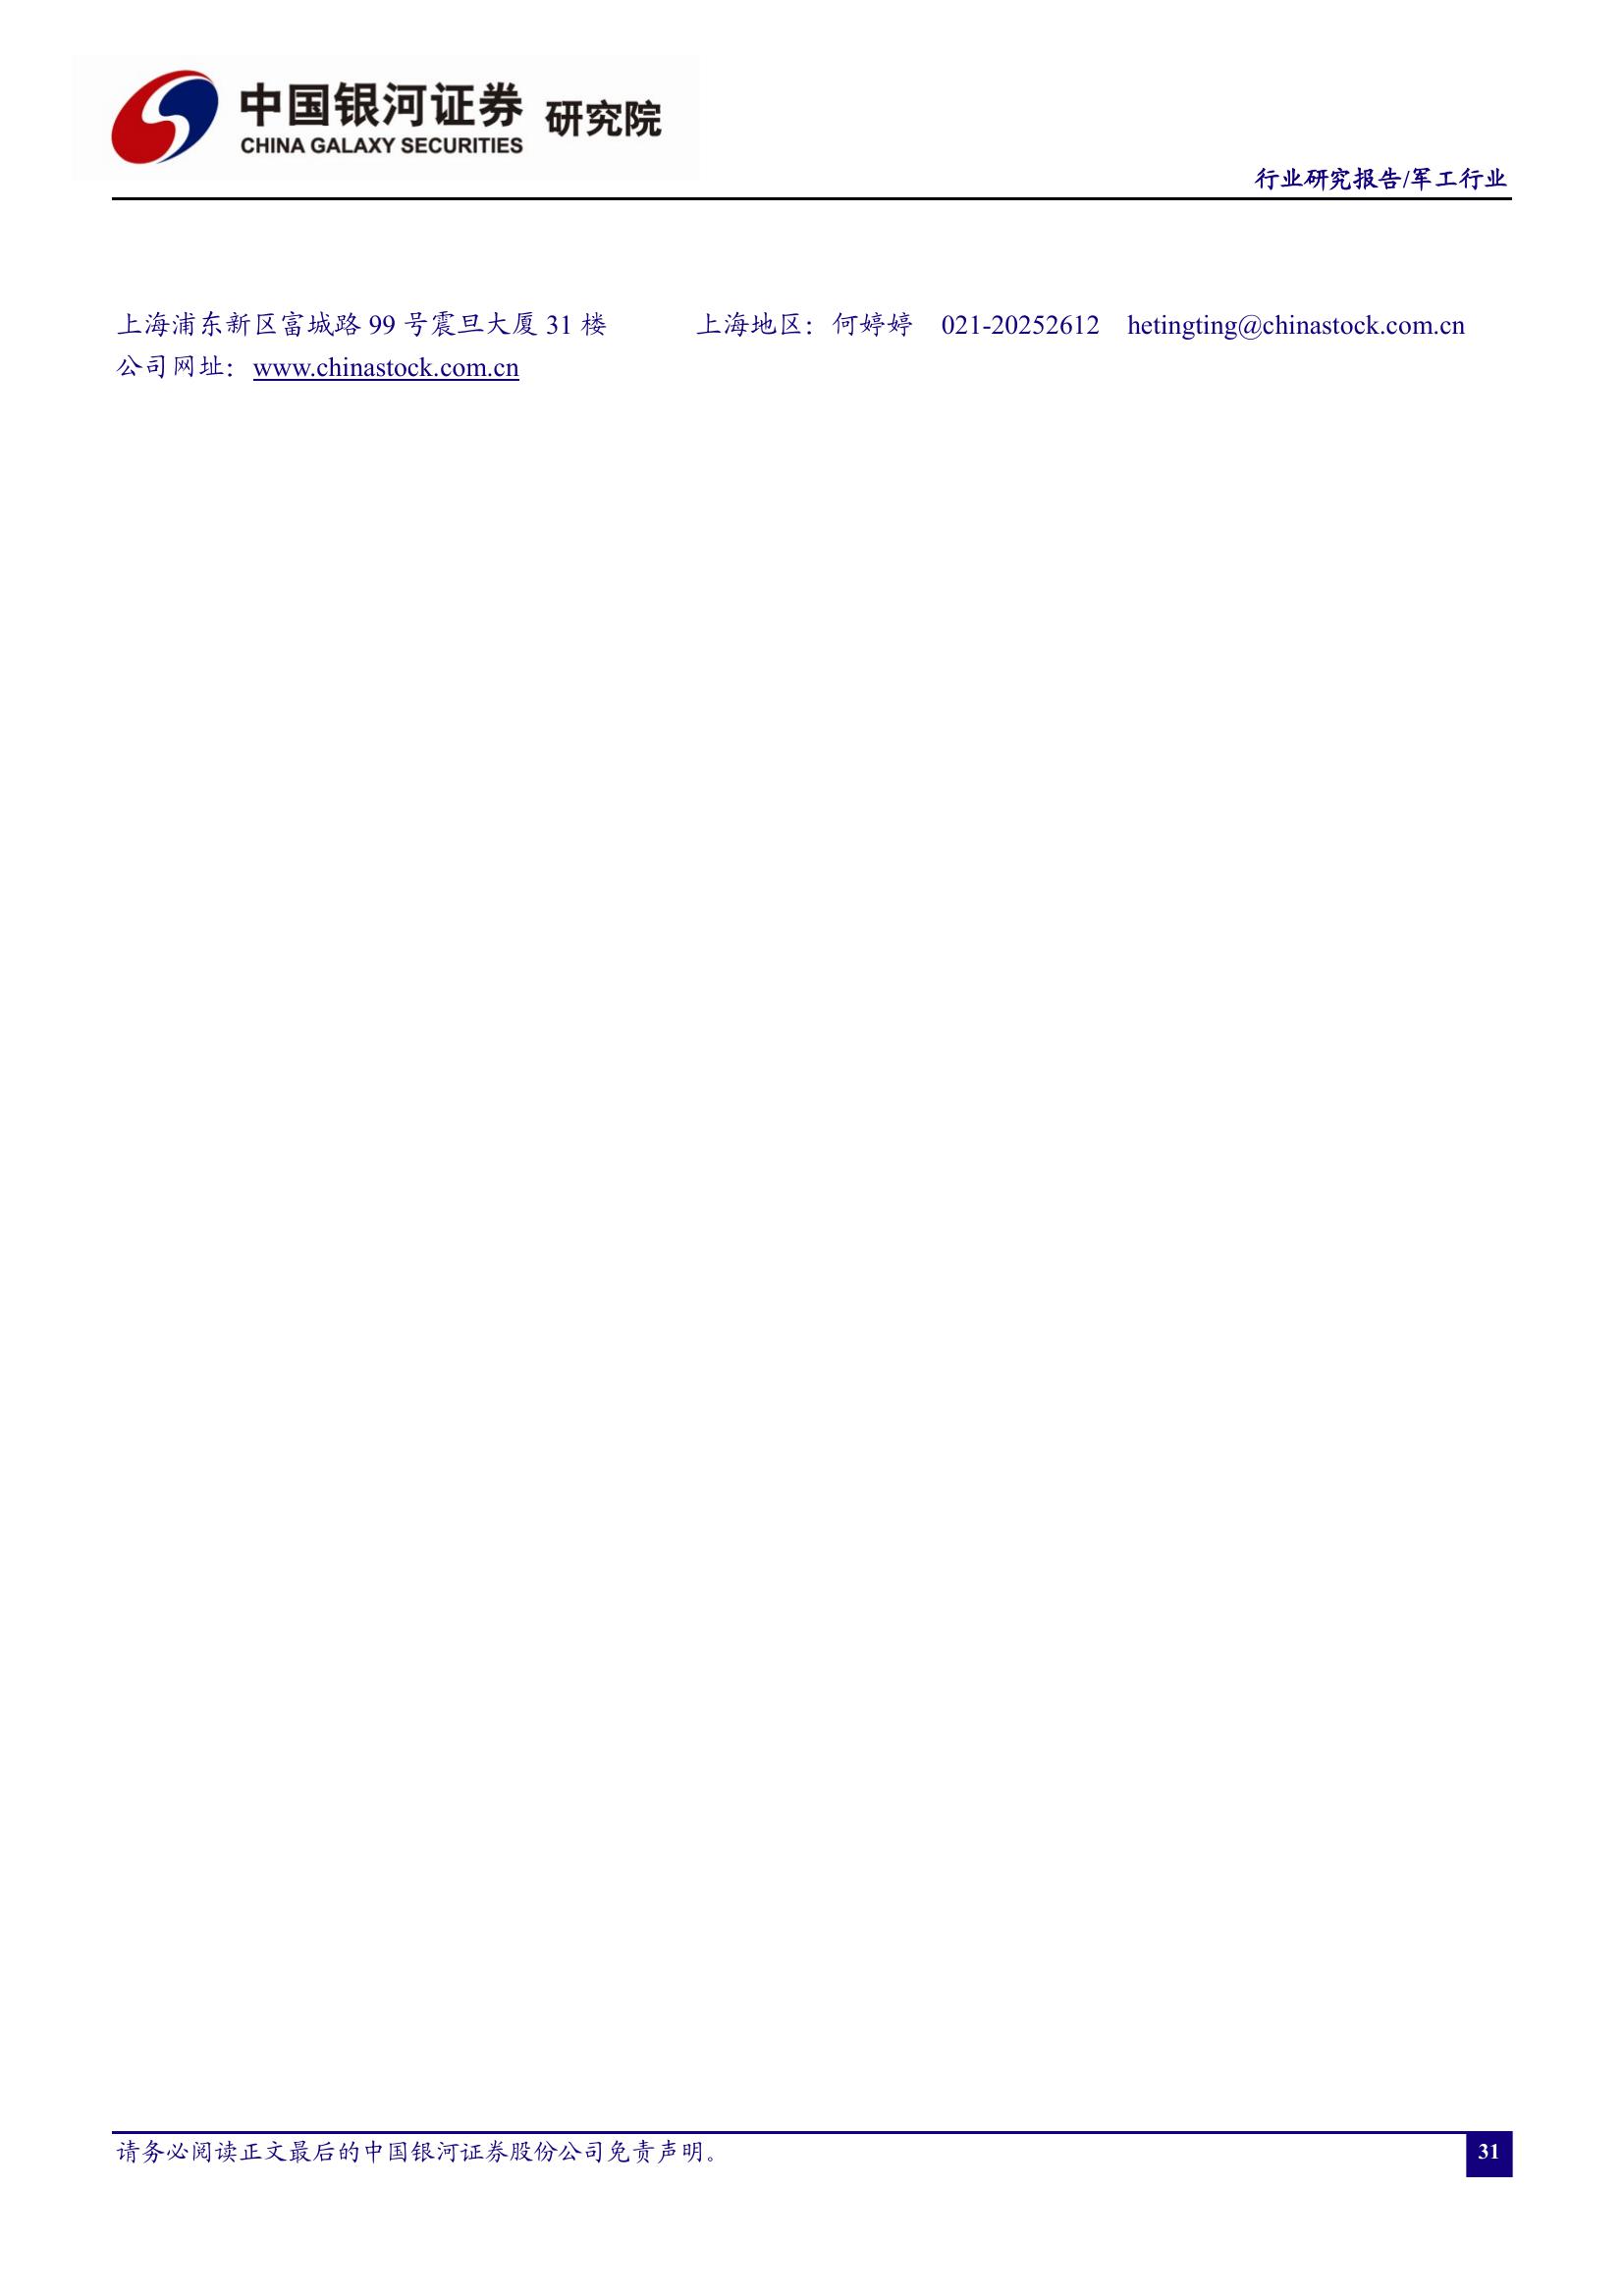 中国银河证券 研究院
CHINA GALAXY SECURITIES
行业研究报告/军工行业
上海浦东新区富城路 99 号震旦大厦 31 楼 上海地区：何婷婷 021-20252612 hetingting@chinastock.com.cn
公司网址：www.chinastock.com.cn
请务必阅读正文最后的中国银河证券股份公司免责声明。 31